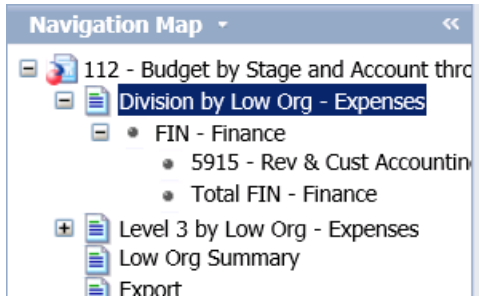 Navigation Map
112 - Budget by Stage and Account thro
Division by Low Org - Expenses
FIN - Finance
5915 - Rev & Cust Accounting
Total FIN - Finance
Level 3 by Low Org - Expenses
Low Org Summary
Export